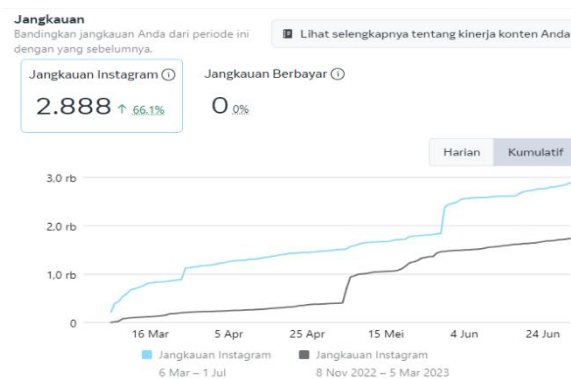 Jangkauan
Bandingkan jangkauan Anda dari periode ini
dengan yang sebelumnya.
Lihat selengkapnya tentang kinerja konten Anda
Jangkauan Instagram
Jangkauan Berbayar
2.888 ↑ 66.1%
0 0%
Harian
Kumulatif
3,0 rb
2,0 rb
1,0 rb
0
16 Mar 5 Apr 25 Apr 15 Mei 4 Jun 24 Jun
Jangkauan Instagram
6 Mar – 1 Jul
Jangkauan Instagram
8 Nov 2022 – 5 Mar 2023